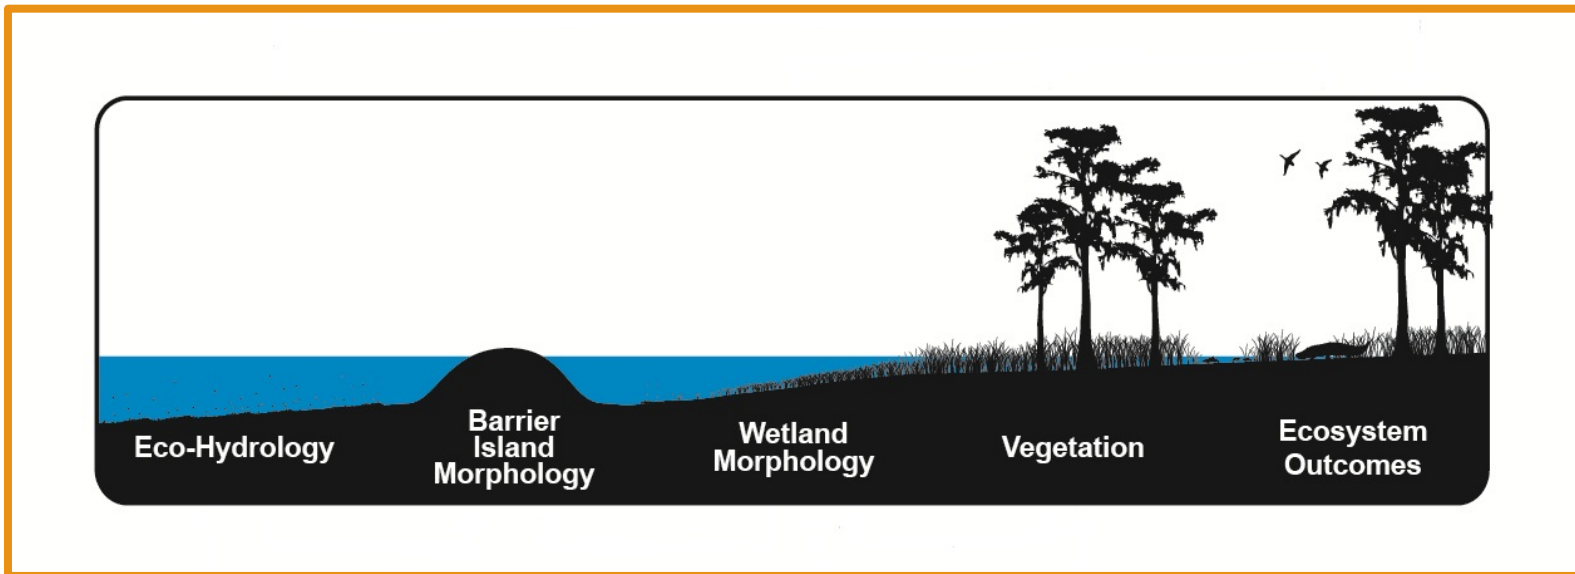 Eco-Hydrology
Barrier
Island
Morphology
Wetland
Morphology
Vegetation
Ecosystem
Outcomes